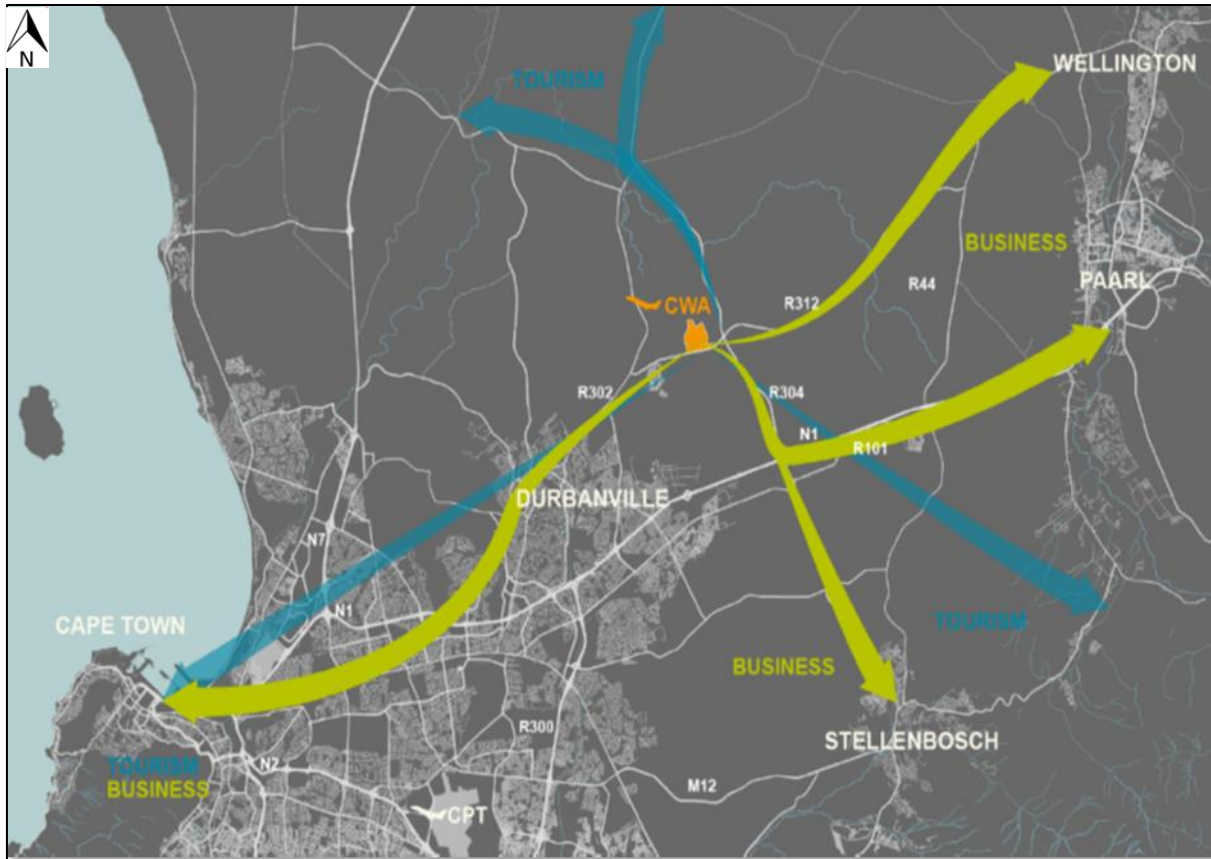 N
TOURISM
WELLINGTON
BUSINESS
PAARL
R44
R312
CWA
R302
R304
N1
R101
DURBANVILLE
N7
N1
CAPE TOWN
TOURISM
BUSINESS
R300
STELLENBOSCH
TOURISM
BUSINESS
N2
M12
CPT